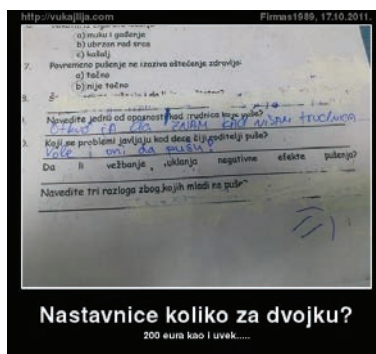 http://vukajlija.com Firmas1989, 17.10.2011.
a) muku i gađenje
b) ubrzan rad srca
c) kašalj
7. Povremeno pušenje ne izaziva oštećenje zdravlja:
a) tačno
b) nije tačno
Navedite jednu od opasnosti kod trudnica koje puše?
Otkud ja da znam kad nisam trudnica...
Koji se problemi javljaju kod dece čiji roditelji puše?
Vole i oni da puše!
Da li vežbanje uklanja negativne efekte pušenja?
Navedite tri razloga zbog kojih mladi ne puše
Nastavnice koliko za dvojku?
200 eura kao i uvek.....